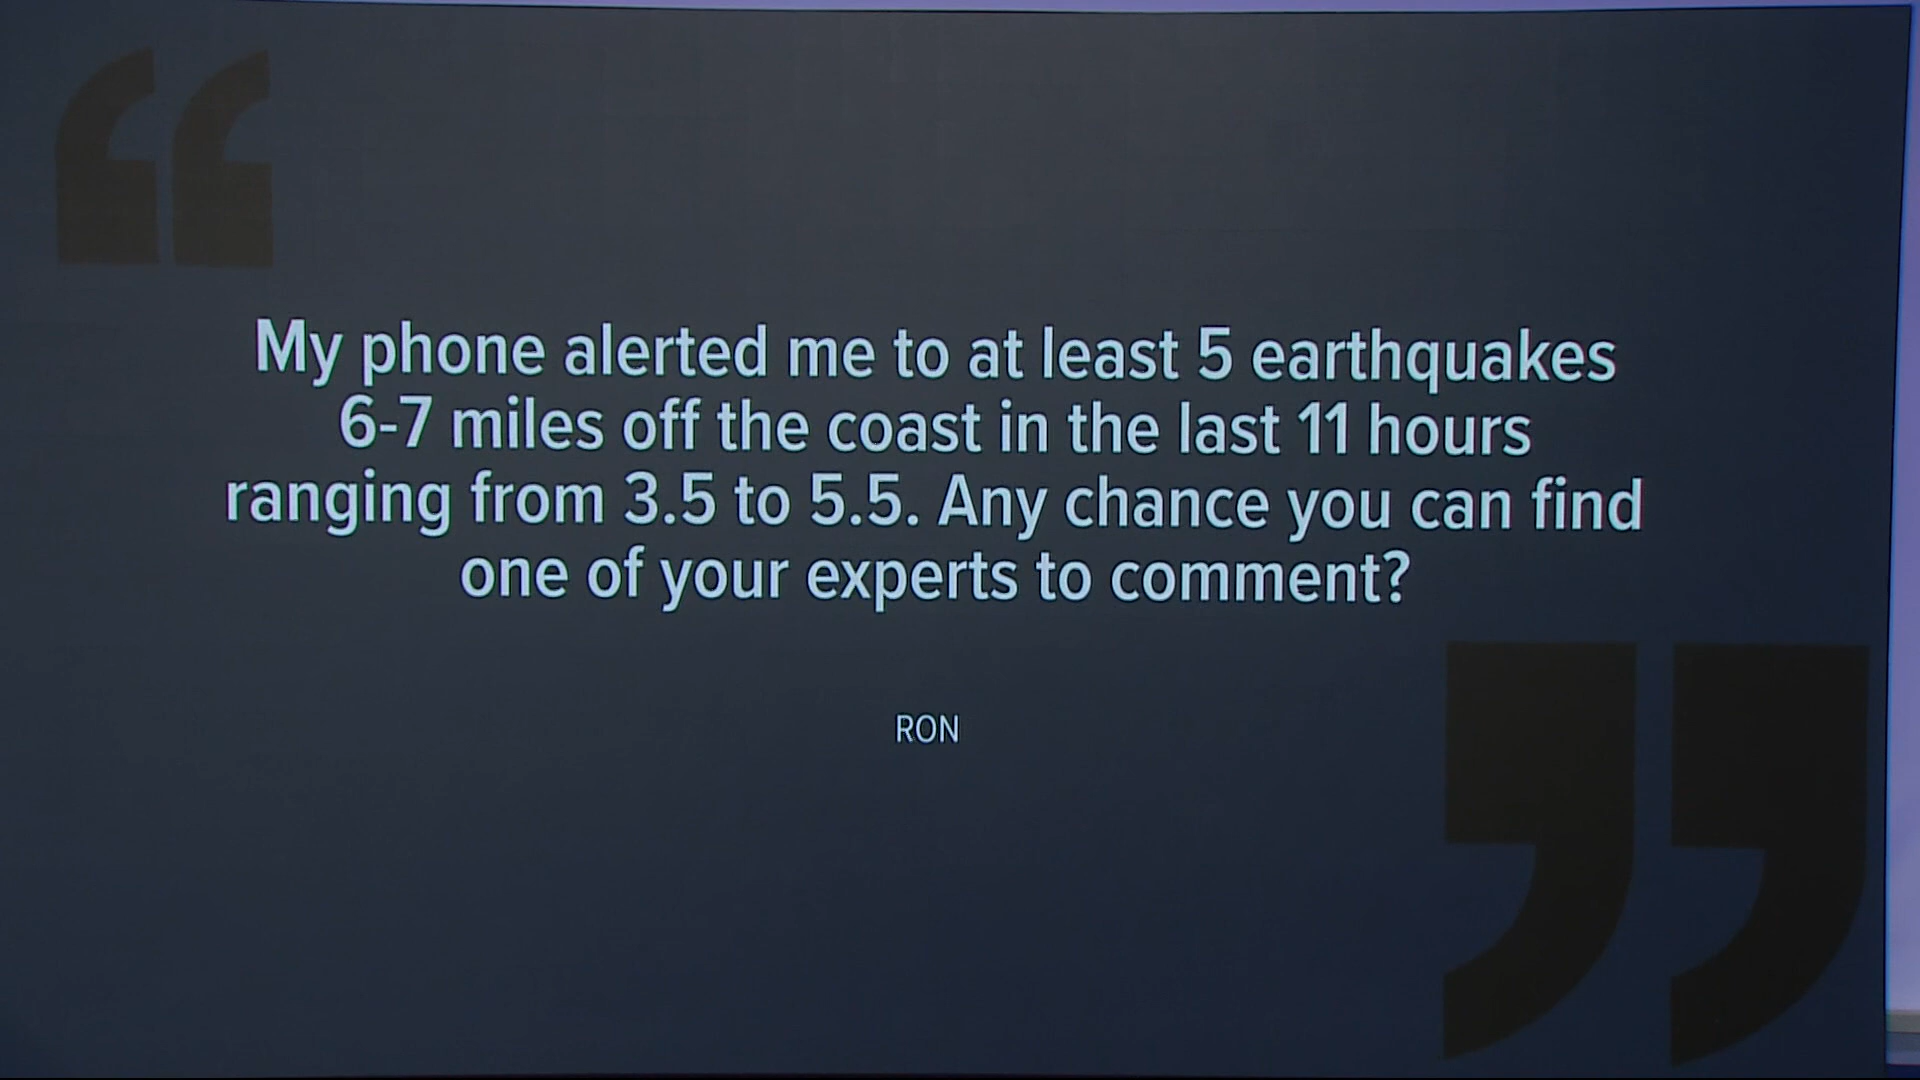 My phone alerted me to at least 5 earthquakes
6-7 miles off the coast in the last 11 hours
ranging from 3.5 to 5.5. Any chance you can find
one of your experts to comment?
RON